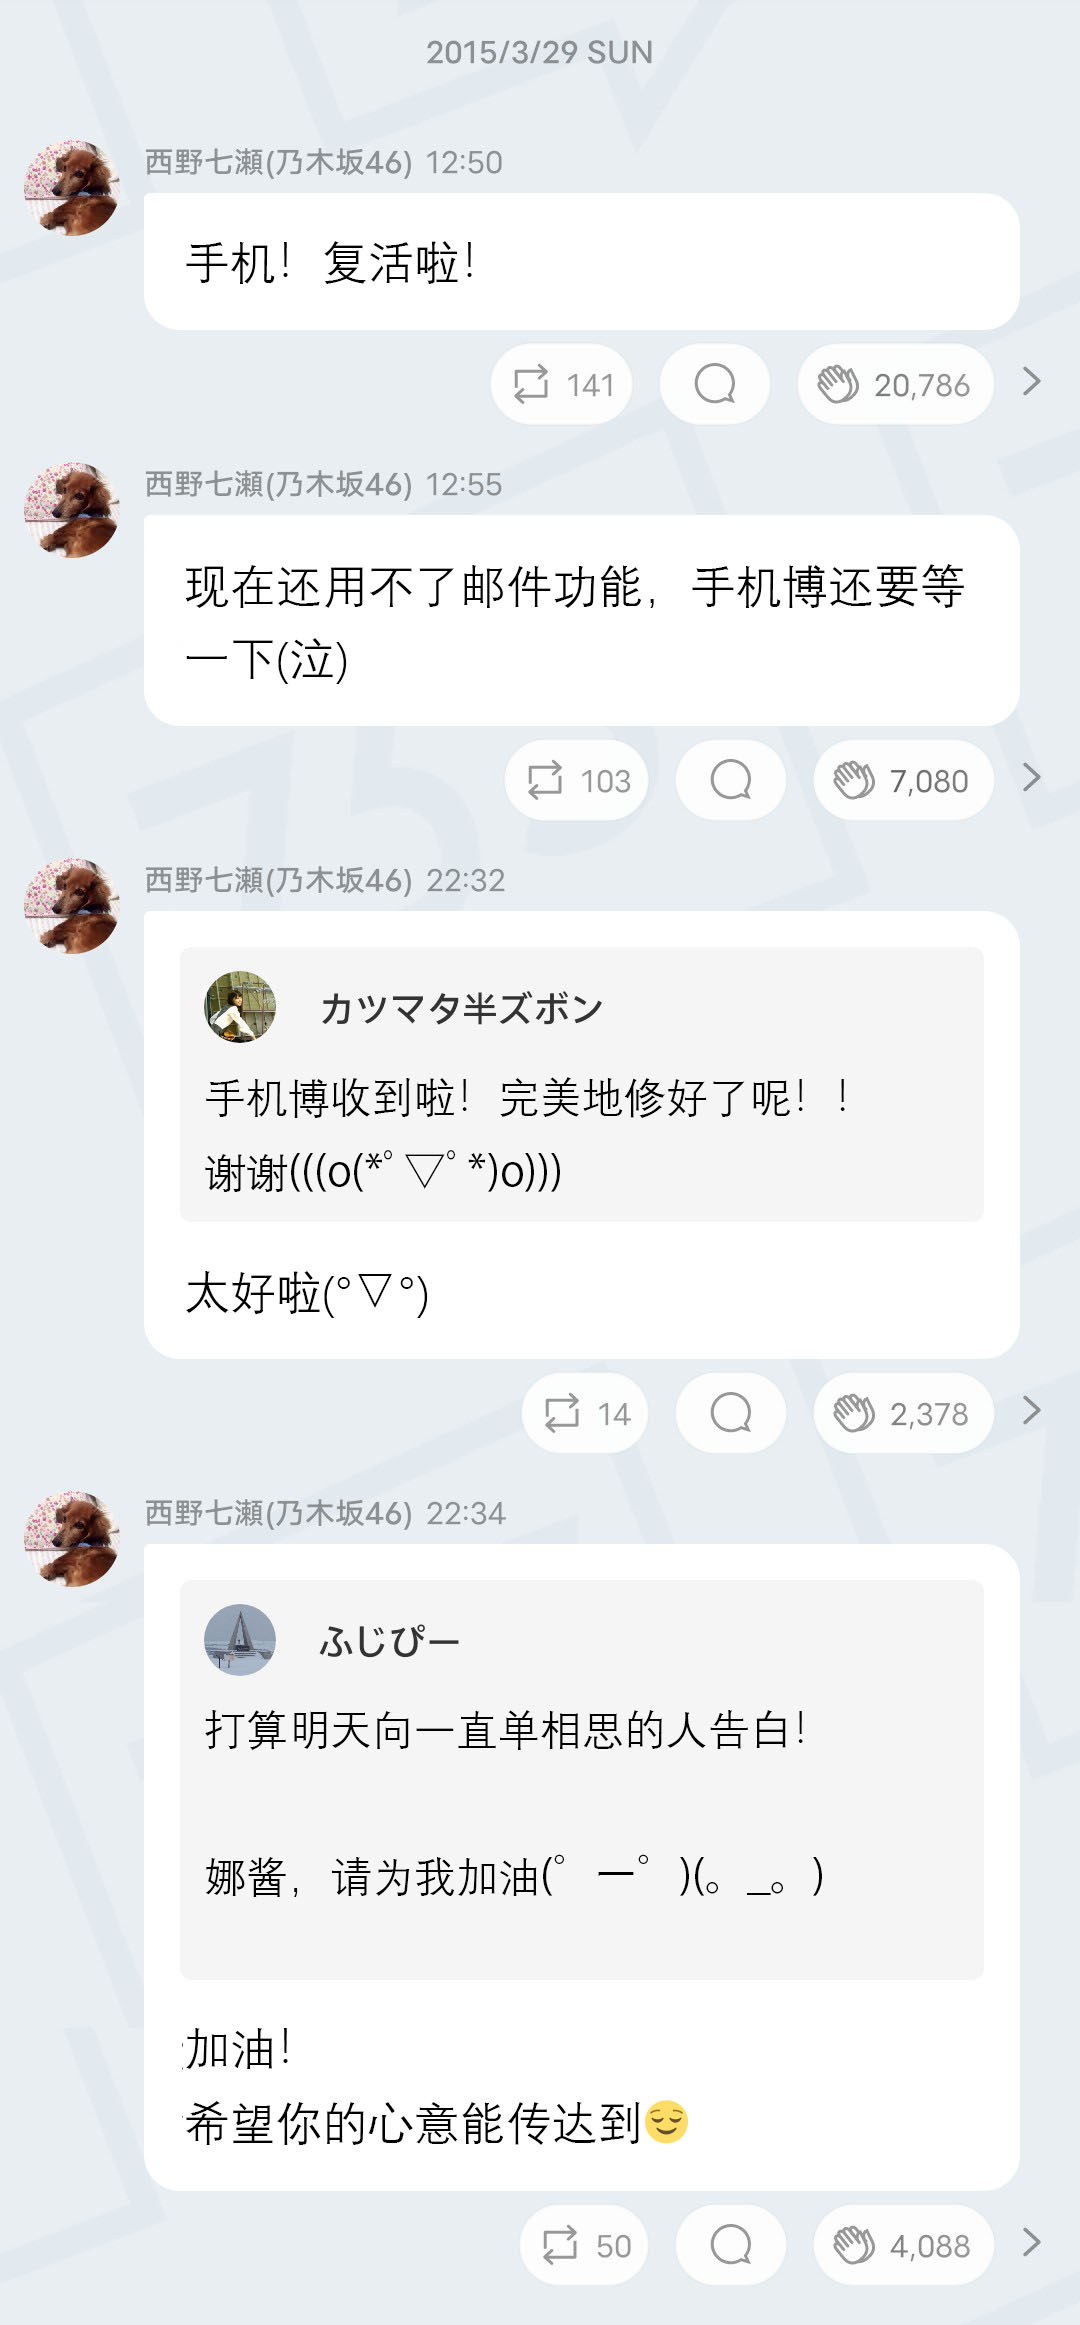 2015/3/29 SUN
西野七瀬(乃木坂46) 12:50
手机！复活啦！
141
20,786
西野七瀬(乃木坂46) 12:55
现在还用不了邮件功能，手机博还要等
一下(泣)
103
7,080
西野七瀬(乃木坂46) 22:32
カツマタ半ズボン
手机博收到啦！完美地修好了呢！！
谢谢(((o(*ﾟ▽ﾟ*)o)))
太好啦(°▽°)
14
2,378
西野七瀬(乃木坂46) 22:34
ふじぴー
打算明天向一直单相思的人告白！
娜酱，请为我加油(゜ー゜)(。_。)
加油！
希望你的心意能传达到😌
50
4,088